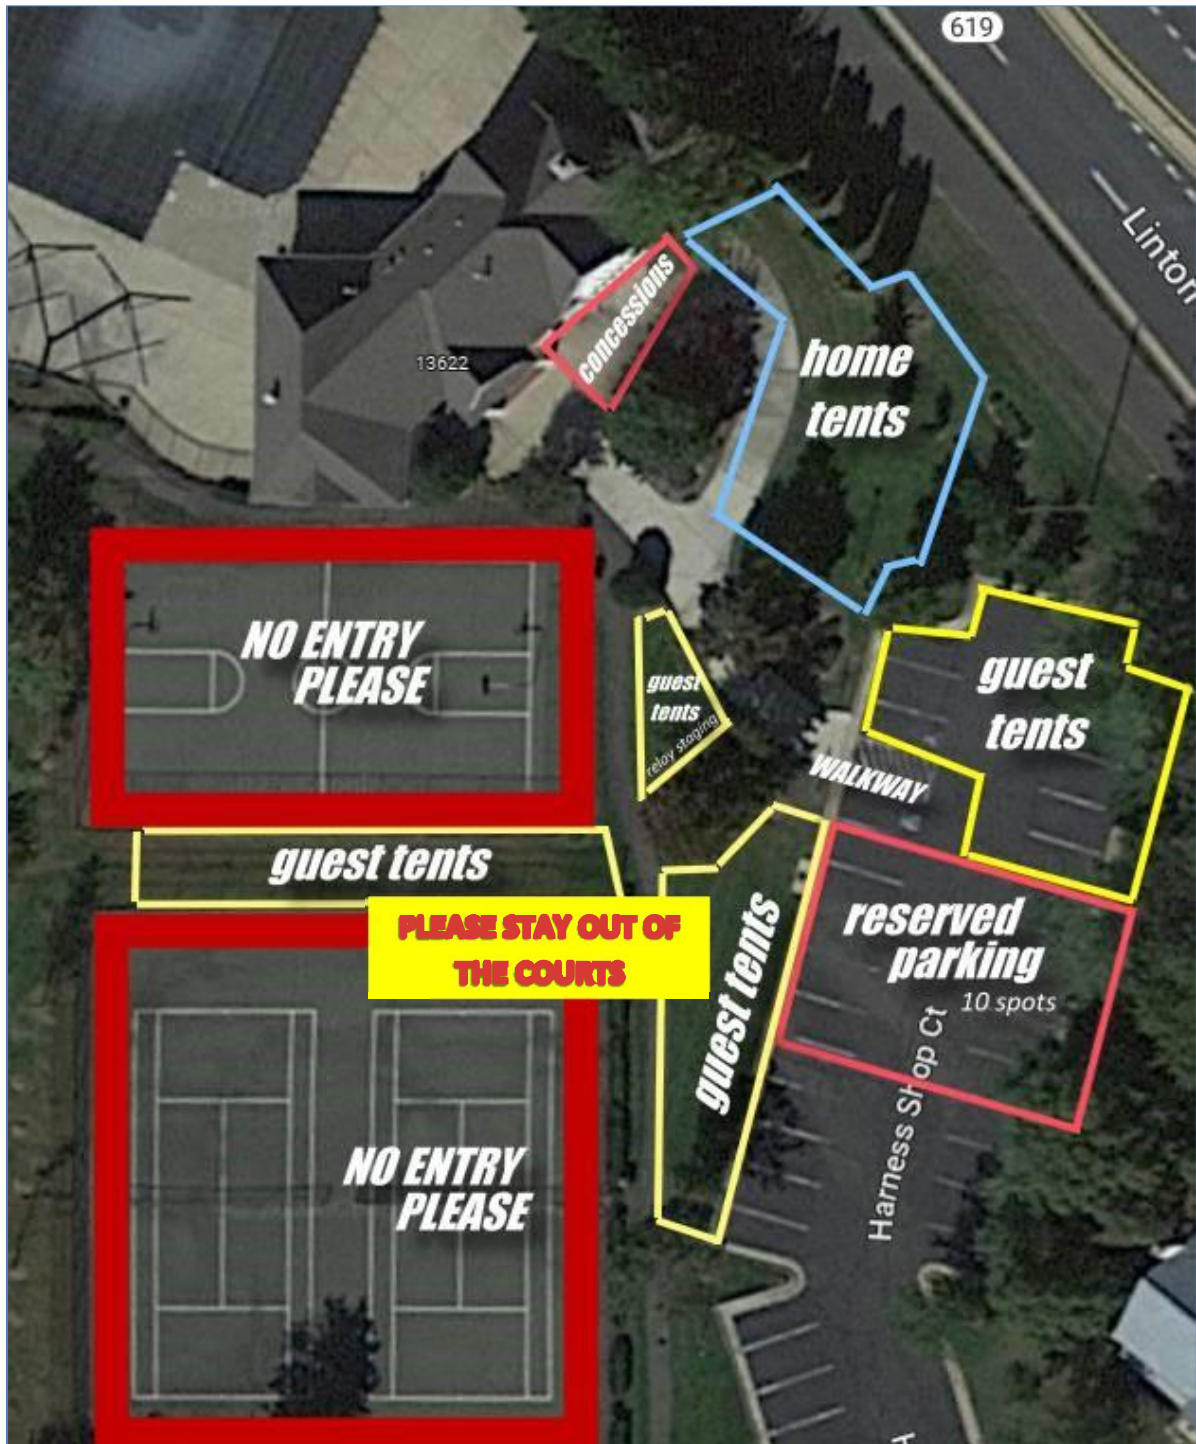 619
Linton
concessions
13622
home
tents
NO ENTRY
PLEASE
guest
tents
relay staging
guest
tents
WALKWAY
guest tents
PLEASE STAY OUT OF
THE COURTS
guest tents
reserved
parking
10 spots
Harness Shop Ct
NO ENTRY
PLEASE